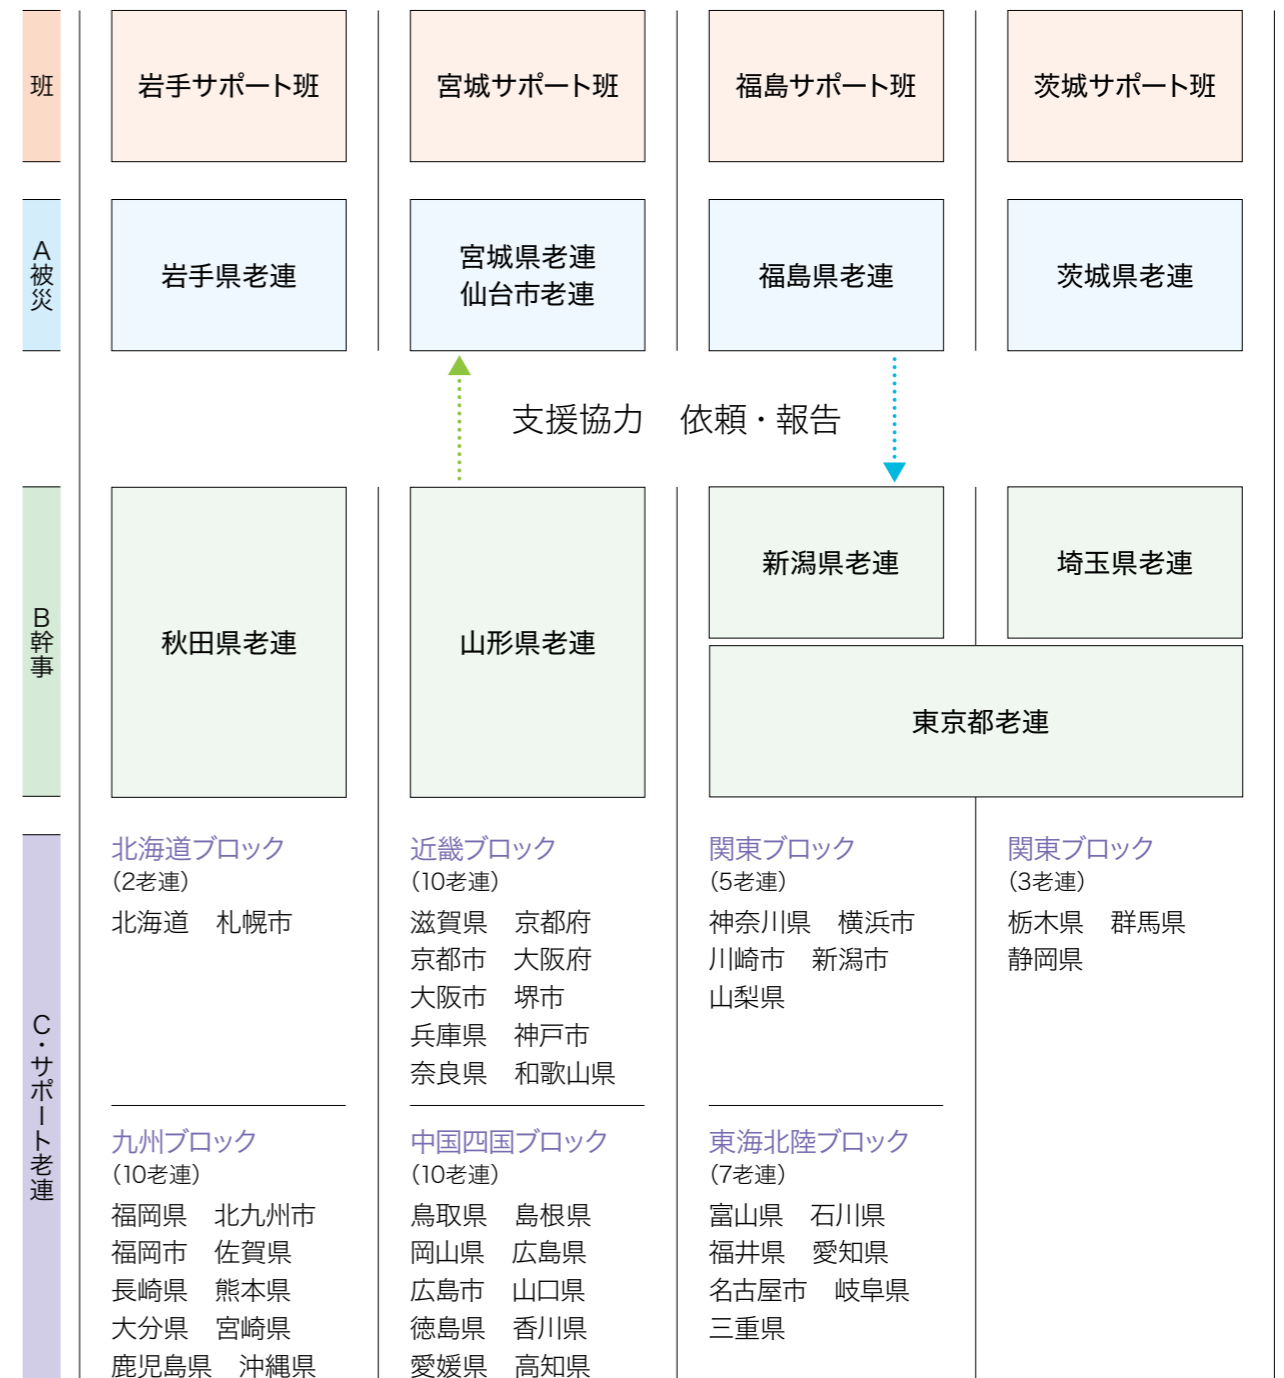 班
岩手サポート班
宮城サポート班
福島サポート班
茨城サポート班
A被災
岩手県老連
宮城県老連
仙台市老連
福島県老連
茨城県老連
支援協力　依頼・報告
B幹事
秋田県老連
山形県老連
新潟県老連
埼玉県老連
東京都老連
C・サポート老連
北海道ブロック
（2老連）
北海道　札幌市
九州ブロック
（10老連）
福岡県　北九州市
福岡市　佐賀県
長崎県　熊本県
大分県　宮崎県
鹿児島県　沖縄県
近畿ブロック
（10老連）
滋賀県　京都府
京都市　大阪府
大阪市　堺市
兵庫県　神戸市
奈良県　和歌山県
中国四国ブロック
（10老連）
鳥取県　島根県
岡山県　広島県
広島市　山口県
徳島県　香川県
愛媛県　高知県
関東ブロック
（5老連）
神奈川県　横浜市
川崎市　新潟市
山梨県
東海北陸ブロック
（7老連）
富山県　石川県
福井県　愛知県
名古屋市　岐阜県
三重県
関東ブロック
（3老連）
栃木県　群馬県
静岡県